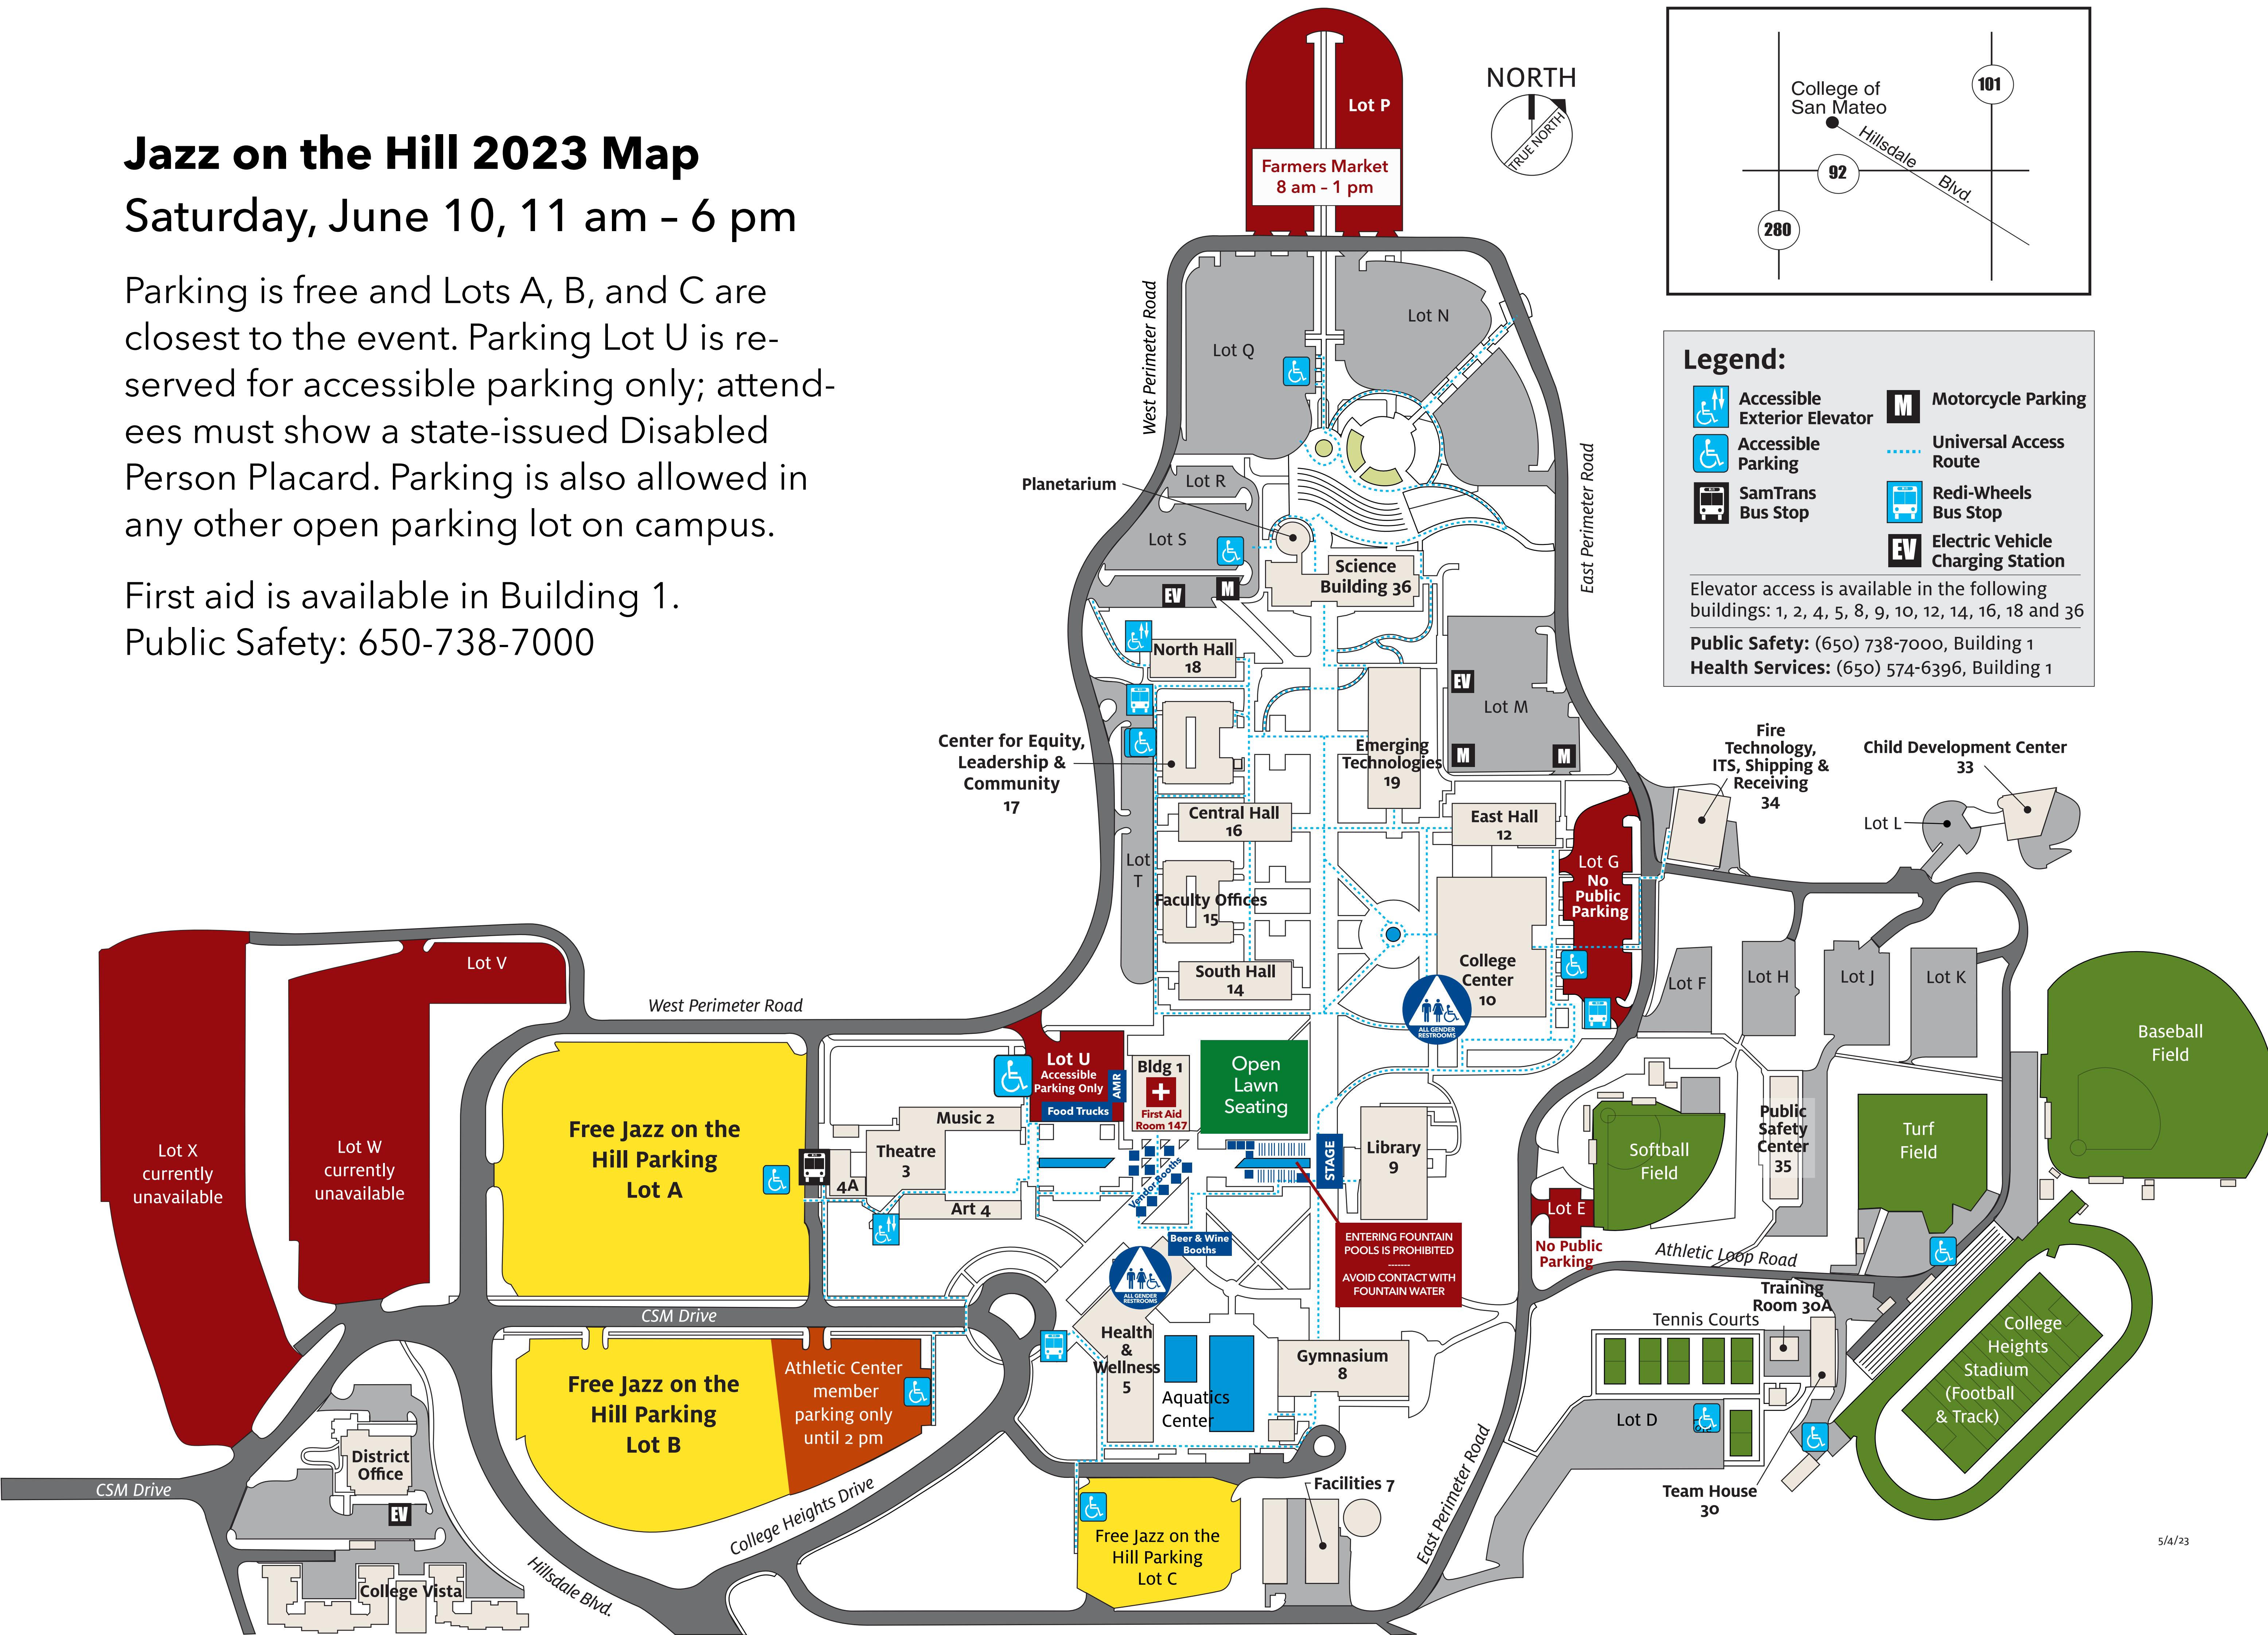 Jazz on the Hill 2023 Map
Saturday, June 10, 11 am – 6 pm
Parking is free and Lots A, B, and C are
closest to the event. Parking Lot U is re-
served for accessible parking only; attend-
ees must show a state-issued Disabled
Person Placard. Parking is also allowed in
any other open parking lot on campus.
First aid is available in Building 1.
Public Safety: 650-738-7000
Lot P
Farmers Market
8 am – 1 pm
NORTH
TRUE NORTH
College of
San Mateo
101
Hillsdale
Blvd.
92
280
Legend:
Accessible
Exterior Elevator
M
Motorcycle Parking
Accessible
Parking
Universal Access
Route
SamTrans
Bus Stop
Redi-Wheels
Bus Stop
EV
Electric Vehicle
Charging Station
Elevator access is available in the following
buildings: 1, 2, 4, 5, 8, 9, 10, 12, 14, 16, 18 and 36
Public Safety: (650) 738-7000, Building 1
Health Services: (650) 574-6396, Building 1
West Perimeter Road
Lot Q
Lot N
East Perimeter Road
Lot R
Planetarium
Lot S
EV
M
Science
Building 36
North Hall
18
Center for Equity,
Leadership &
Community
17
EV
Lot M
M
M
Emerging
Technologies
19
Central Hall
16
East Hall
12
Lot
T
Faculty Offices
15
South Hall
14
College
Center
10
ALL GENDER
RESTROOMS
Lot G
No
Public
Parking
Fire
Technology,
ITS, Shipping &
Receiving
34
Child Development Center
33
Lot L
Lot F
Lot H
Lot J
Lot K
Baseball
Field
Lot V
West Perimeter Road
Lot X
currently
unavailable
Lot W
currently
unavailable
Free Jazz on the
Hill Parking
Lot A
Lot U
Accessible
Parking Only
AMR
Food Trucks
Bldg 1
First Aid
Room 147
Open
Lawn
Seating
Music 2
Theatre
3
4A
Art 4
Vendor Booths
STAGE
Library
9
Beer & Wine
Booths
ENTERING FOUNTAIN
POOLS IS PROHIBITED
-------
AVOID CONTACT WITH
FOUNTAIN WATER
ALL GENDER
RESTROOMS
Softball
Field
Public
Safety
Center
35
Turf
Field
Lot E
No Public
Parking
Athletic Loop Road
Training
Room 30A
Tennis Courts
College
Heights
Stadium
(Football
& Track)
CSM Drive
Free Jazz on the
Hill Parking
Lot B
Athletic Center
member
parking only
until 2 pm
Health
&
Wellness
5
Aquatics
Center
Gymnasium
8
Lot D
Team House
30
District
Office
EV
CSM Drive
College Heights Drive
Hillsdale Blvd.
College Vista
Free Jazz on the
Hill Parking
Lot C
Facilities 7
East Perimeter Road
5/4/23